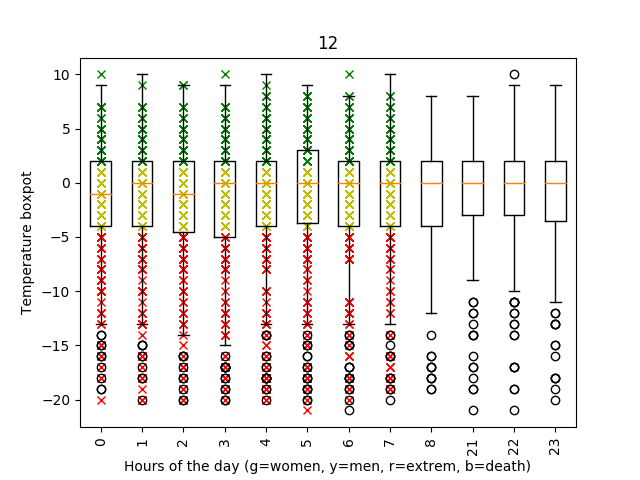 12
Temperature boxpot
10
5
0
−5
−10
−15
−20
0 1 2 3 4 5 6 7 8 21 22 23
Hours of the day (g=women, y=men, r=extrem, b=death)